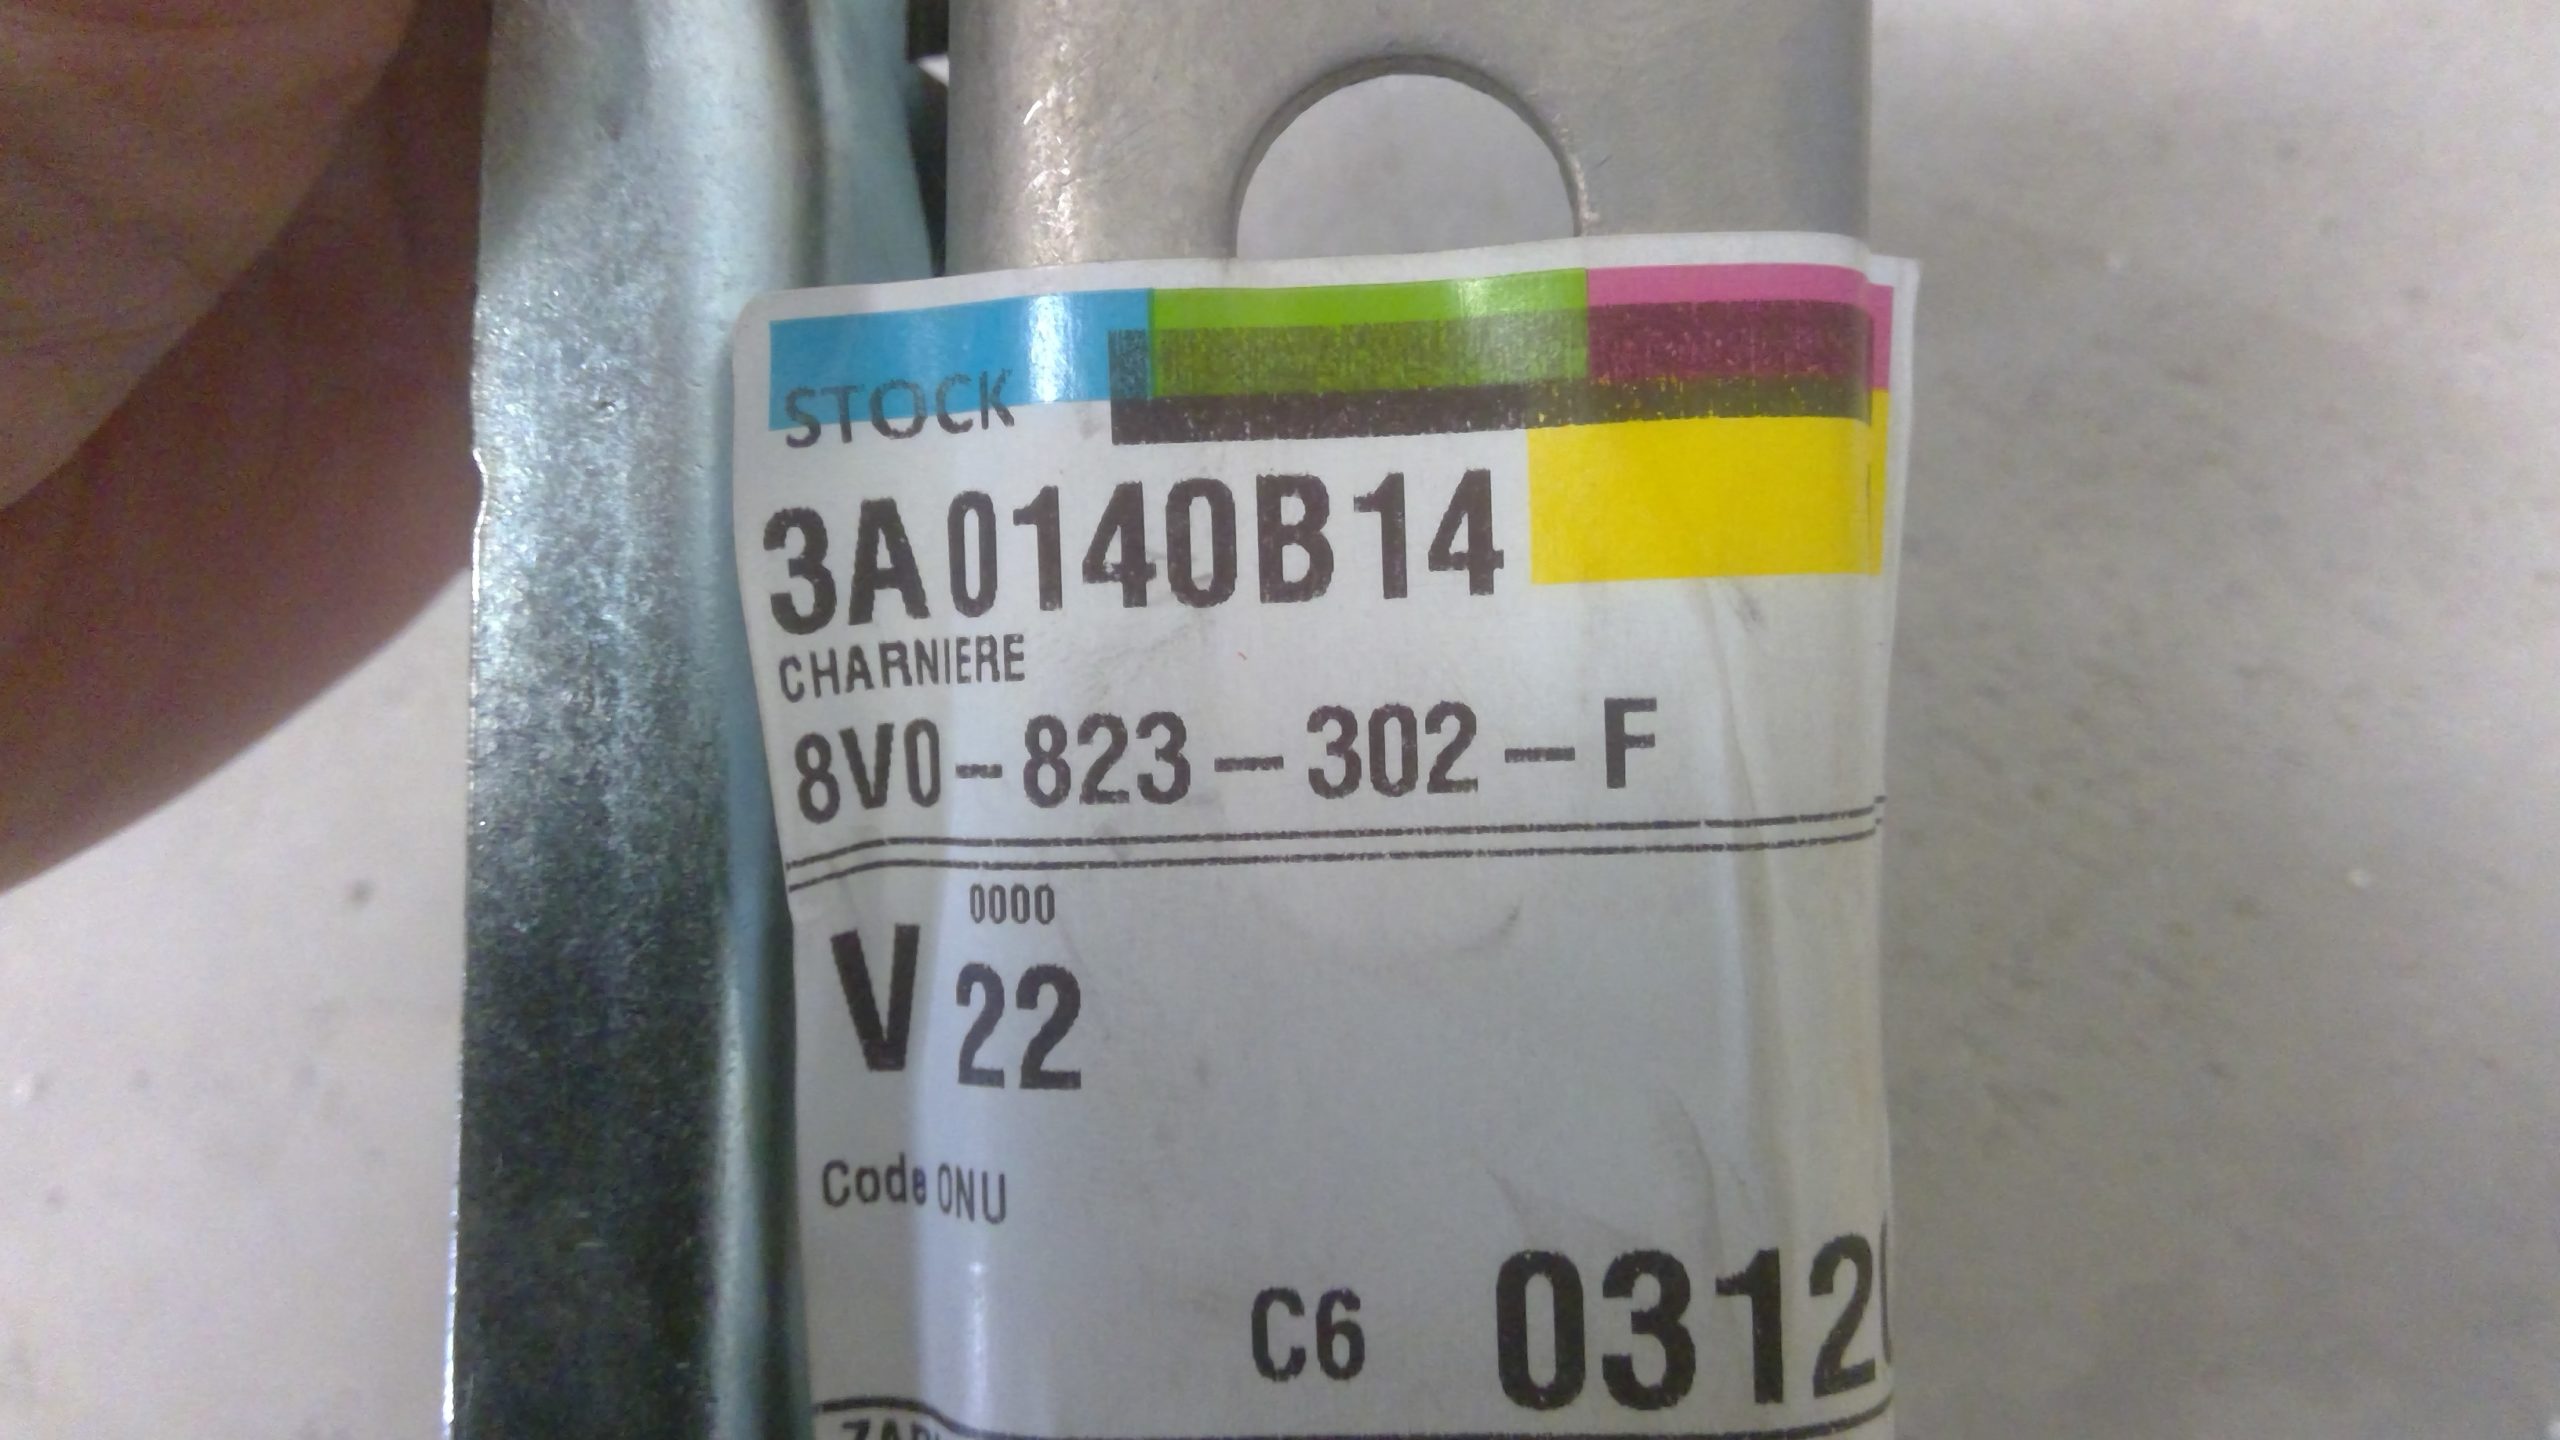 STOCK
3A0140B14
CHARNIERE
8V0-823-302-F
0000
V 22
Code ONU
C6 0312